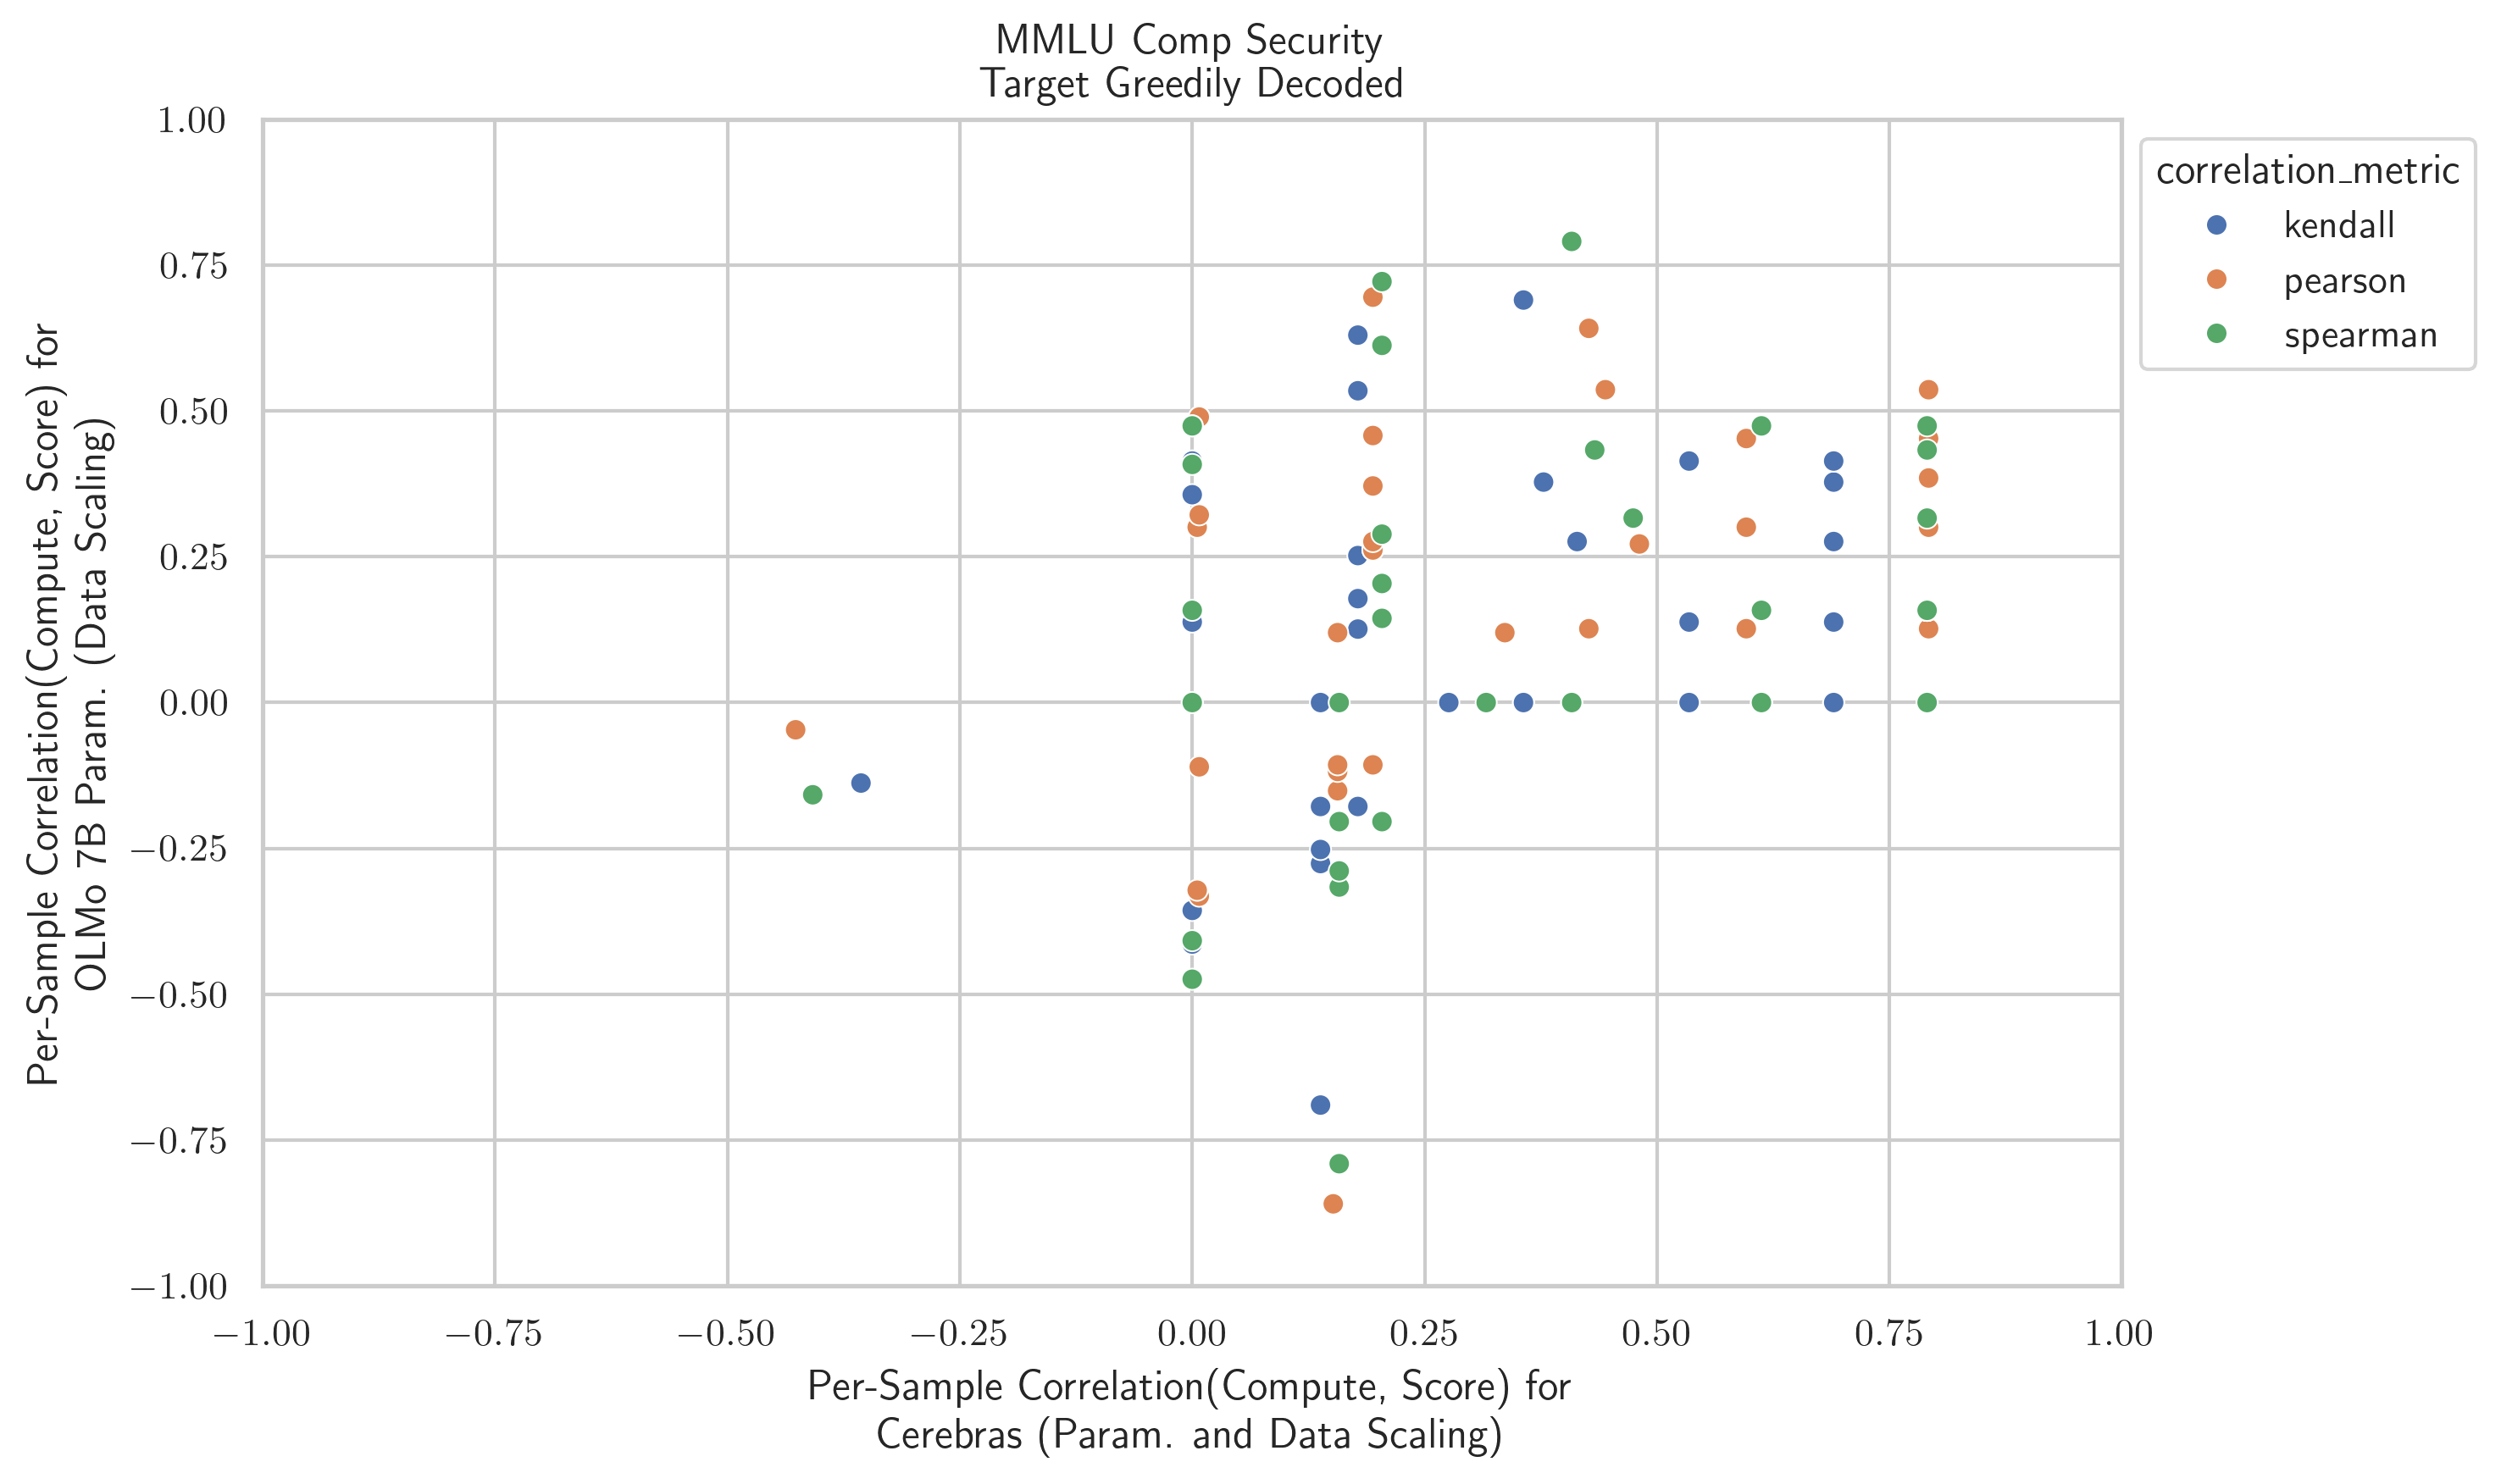 MMLU Comp Security
Target Greedily Decoded
1.00
0.75
0.50
0.25
0.00
−0.25
−0.50
−0.75
−1.00
Per-Sample Correlation(Compute, Score) for
OLMo 7B Param. (Data Scaling)
−1.00 −0.75 −0.50 −0.25 0.00 0.25 0.50 0.75 1.00
Per-Sample Correlation(Compute, Score) for
Cerebras (Param. and Data Scaling)
correlation_metric
kendall
pearson
spearman